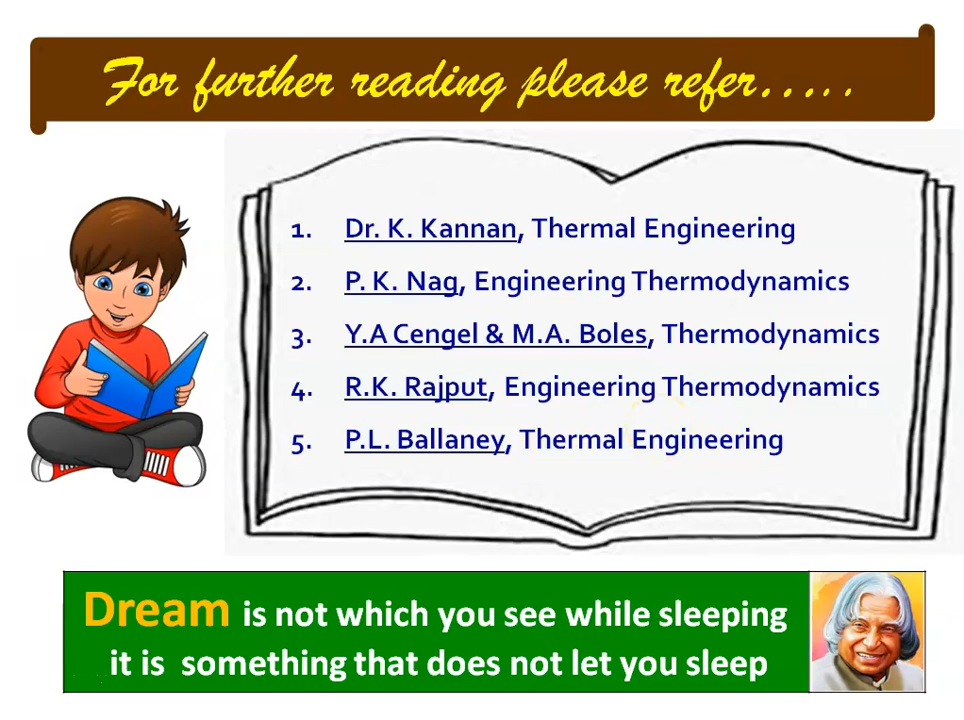 For further reading please refer.....
1. Dr. K. Kannan, Thermal Engineering
2. P. K. Nag, Engineering Thermodynamics
3. Y.A Cengel & M.A. Boles, Thermodynamics
4. R.K. Rajput, Engineering Thermodynamics
5. P.L. Ballaney, Thermal Engineering
Dream is not which you see while sleeping
it is something that does not let you sleep